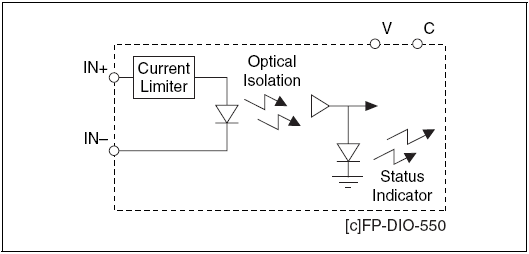 V C
IN+
Current
Limiter
Optical
Isolation
IN–
Status
Indicator
[c]FP-DIO-550